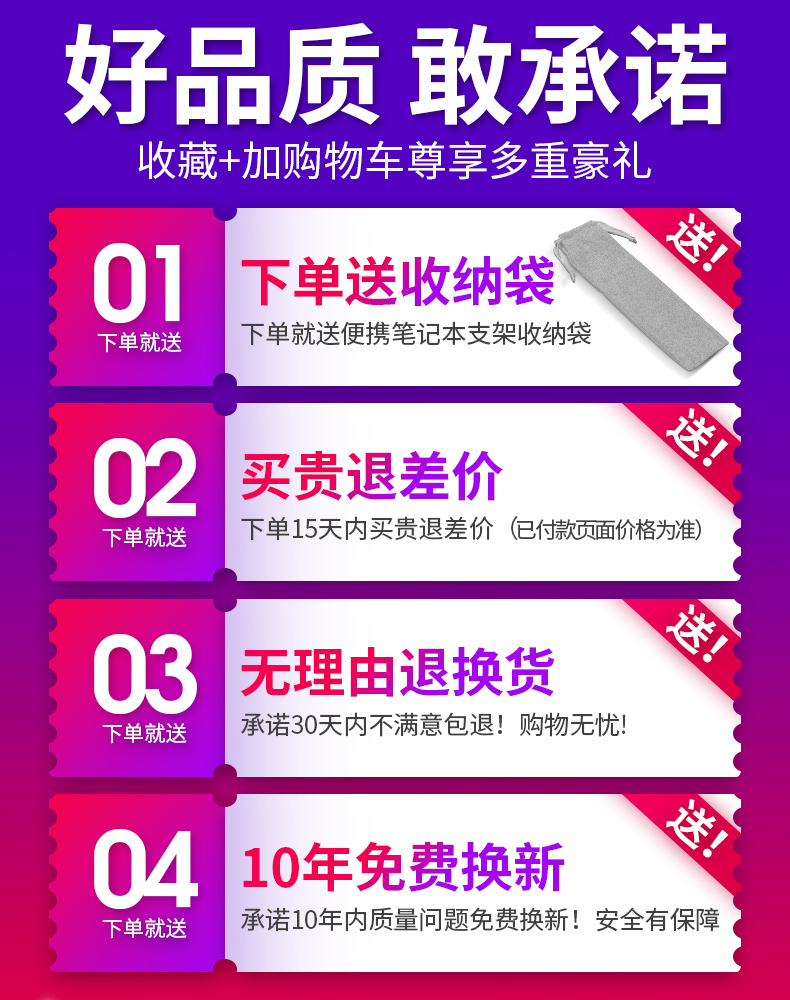 好品质 敢承诺
收藏+加购物车尊享多重豪礼
01
下单就送
下单送收纳袋
下单就送便携笔记本支架收纳袋
送!
02
下单就送
买贵退差价
下单15天内买贵退差价（已付款页面价格为准）
送!
03
下单就送
无理由退换货
承诺30天内不满意包退！购物无忧!
送!
04
下单就送
10年免费换新
承诺10年内质量问题免费换新！安全有保障
送!